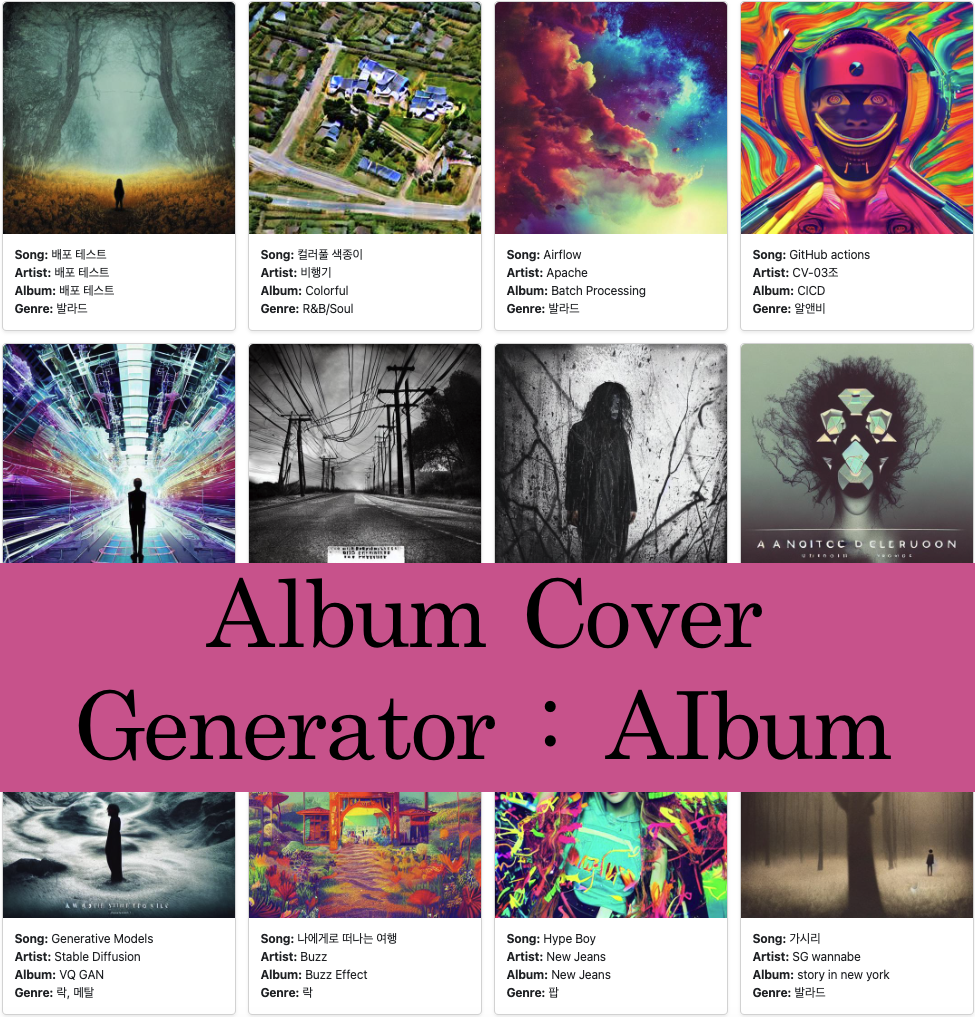 Song: 배포 테스트
Artist: 배포 테스트
Album: 배포 테스트
Genre: 발라드
Song: 컬러풀 색종이
Artist: 비행기
Album: Colorful
Genre: R&B/Soul
Song: Airflow
Artist: Apache
Album: Batch Processing
Genre: 발라드
Song: GitHub actions
Artist: CV-03조
Album: CICD
Genre: 알앤비
Album Cover
Generator : AIbum
Song: Generative Models
Artist: Stable Diffusion
Album: VQ GAN
Genre: 락, 메탈
Song: 나에게로 떠나는 여행
Artist: Buzz
Album: Buzz Effect
Genre: 락
Song: Hype Boy
Artist: New Jeans
Album: New Jeans
Genre: 팝
Song: 가시리
Artist: SG wannabe
Album: story in new york
Genre: 발라드